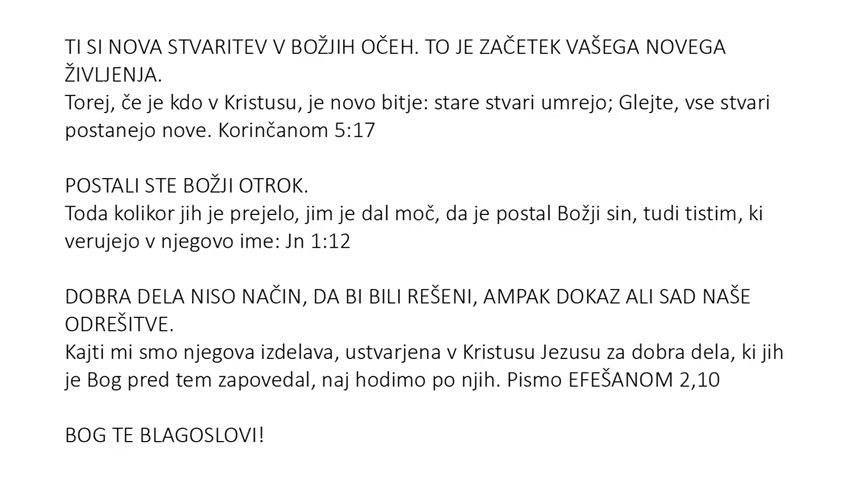 TI SI NOVA STVARITEV V BOŽJIH OČEH. TO JE ZAČETEK VAŠEGA NOVEGA
ŽIVLJENJA.
Torej, če je kdo v Kristusu, je novo bitje: stare stvari umrejo; Glejte, vse stvari
postanejo nove. Korinčanom 5:17
POSTALI STE BOŽJI OTROK.
Toda kolikor jih je prejelo, jim je dal moč, da je postal Božji sin, tudi tistim, ki
verujejo v njegovo ime: Jn 1:12
DOBRA DELA NISO NAČIN, DA BI BILI REŠENI, AMPAK DOKAZ ALI SAD NAŠE
ODREŠITVE.
Kajti mi smo njegova izdelava, ustvarjena v Kristusu Jezusu za dobra dela, ki jih
je Bog pred tem zapovedal, naj hodimo po njih. Pismo EFEŠANOM 2,10
BOG TE BLAGOSLOVI!